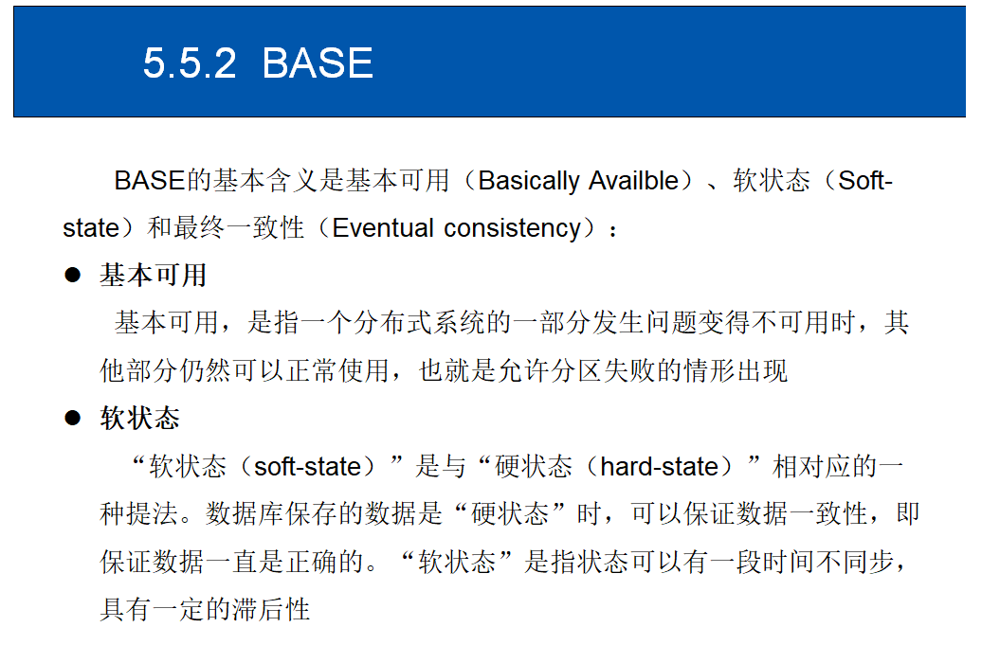 5.5.2 BASE
BASE的基本含义是基本可用（Basically Availble）、软状态（Soft-
state）和最终一致性（Eventual consistency）：
● 基本可用
基本可用，是指一个分布式系统的一部分发生问题变得不可用时，其
他部分仍然可以正常使用，也就是允许分区失败的情形出现
● 软状态
“软状态（soft-state）”是与“硬状态（hard-state）”相对应的一
种提法。数据库保存的数据是“硬状态”时，可以保证数据一致性，即
保证数据一直是正确的。“软状态”是指状态可以有一段时间不同步，
具有一定的滞后性